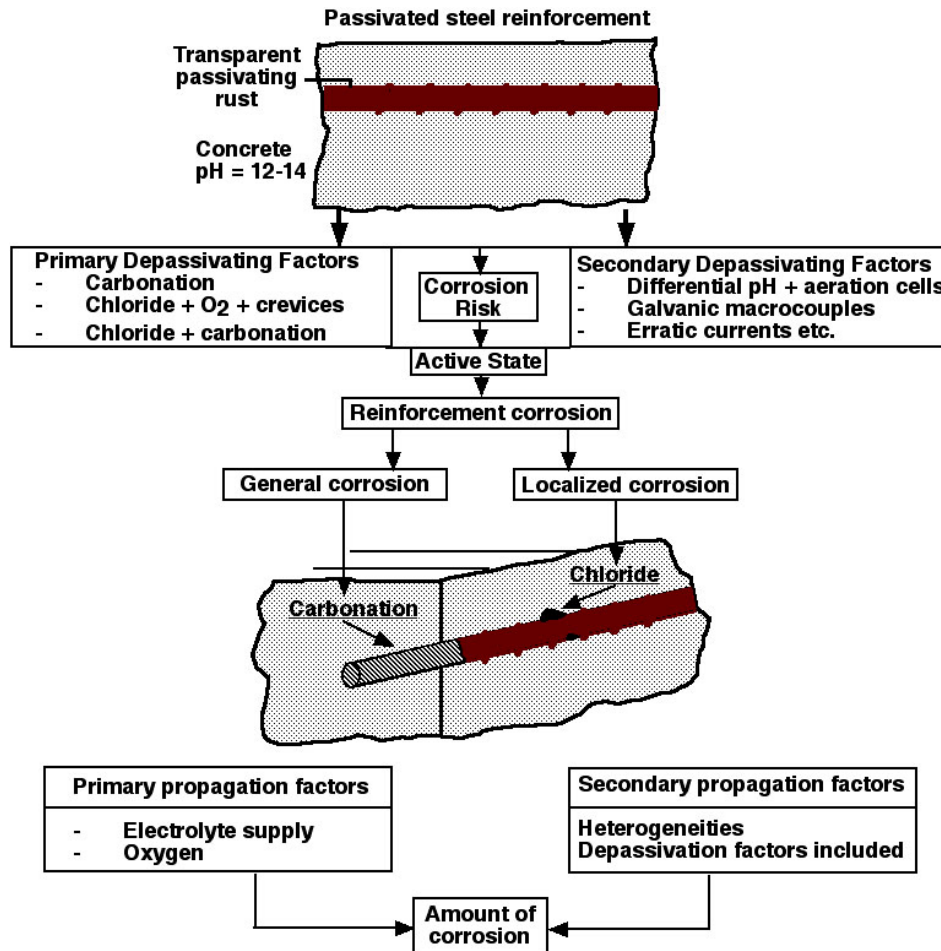 Passivated steel reinforcement
Transparent
passivating
rust
Concrete
pH = 12-14
Primary Depassivating Factors
- Carbonation
- Chloride + O2 + crevices
- Chloride + carbonation
Corrosion
Risk
Secondary Depassivating Factors
- Differential pH + aeration cells
- Galvanic macrocouples
- Erratic currents etc.
Active State
Reinforcement corrosion
General corrosion
Localized corrosion
Chloride
Carbonation
Primary propagation factors
- Electrolyte supply
- Oxygen
Secondary propagation factors
Heterogeneities
Depassivation factors included
Amount of
corrosion